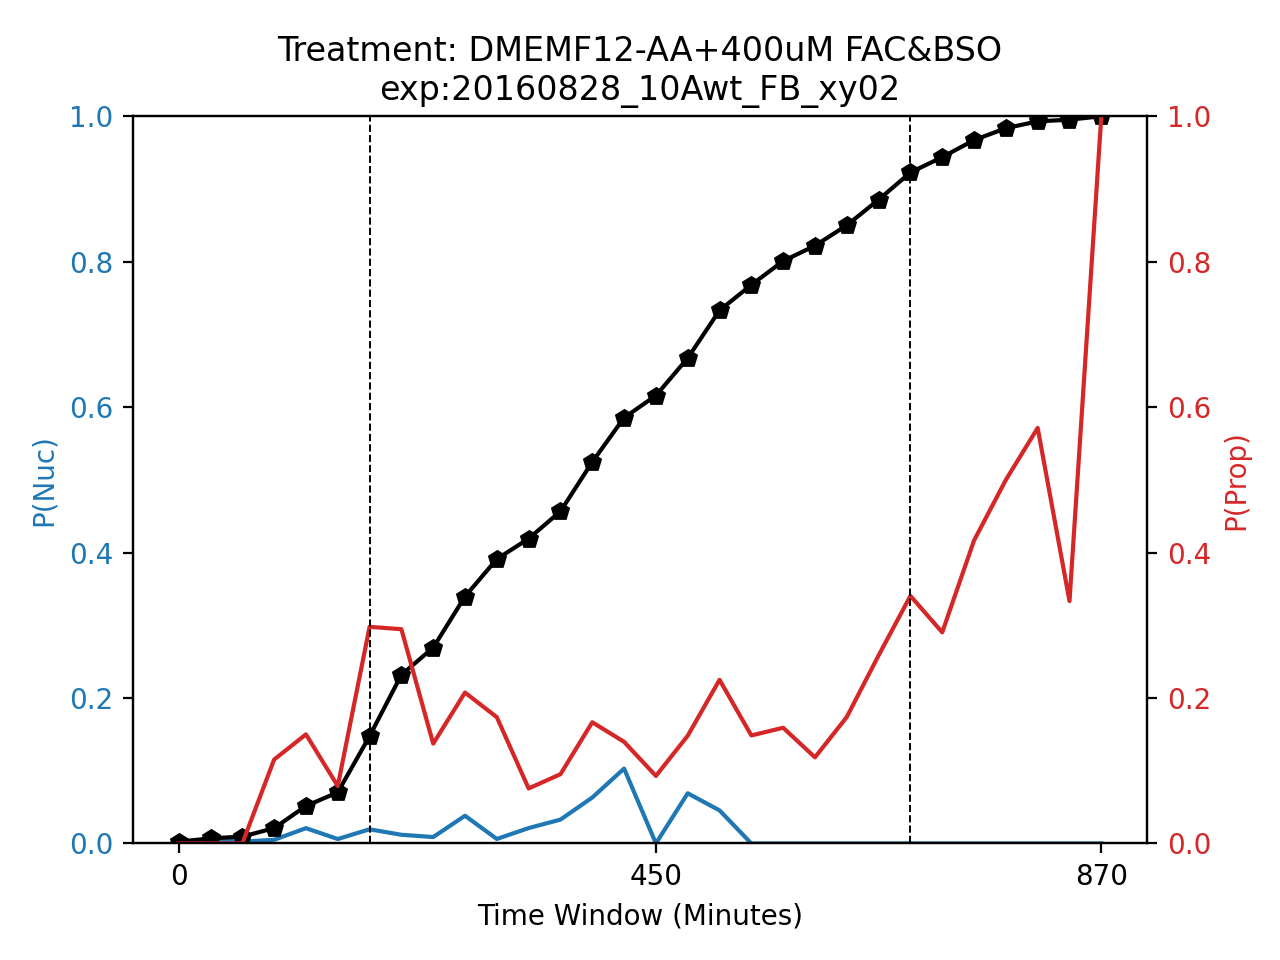 Treatment: DMEMF12-AA+400uM FAC&BSO
exp:20160828_10Awt_FB_xy02
1.0
0.8
0.6
0.4
0.2
0.0
P(Nuc)
1.0
0.8
0.6
0.4
0.2
0.0
P(Prop)
0 450 870
Time Window (Minutes)